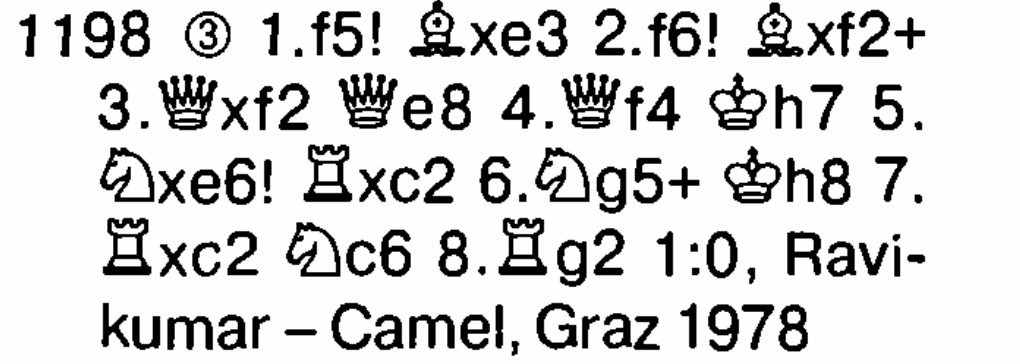 1198 ③ 1.f5! ♗xe3 2.f6! ♗xf2+
3.♕xf2 ♕e8 4.♕f4 ♔h7 5.
♘xe6! ♖xc2 6.♘g5+ ♔h8 7.
♖xc2 ♘c6 8.♖g2 1:0, Ravi-
kumar – Camel, Graz 1978